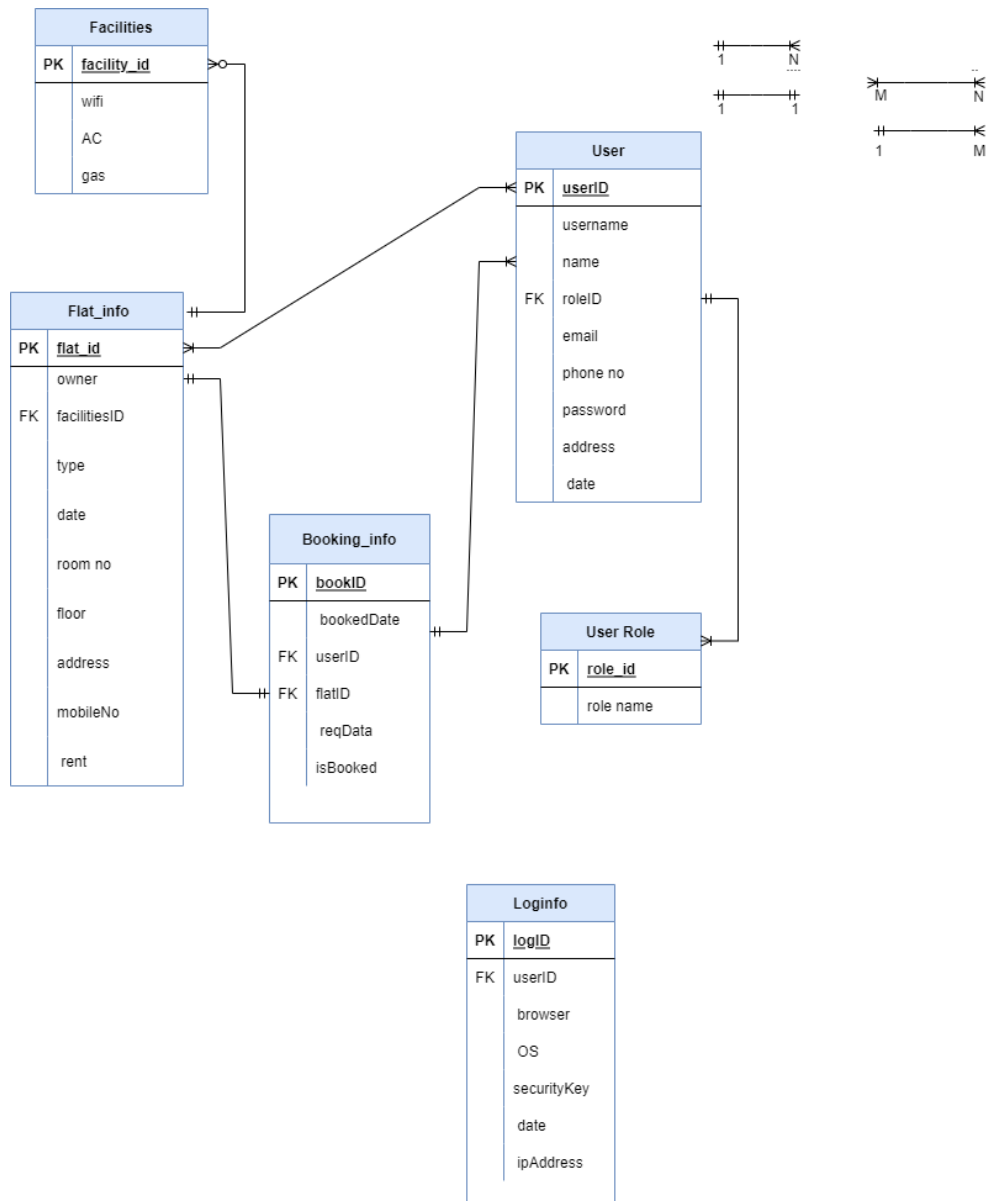 Facilities
PK facility_id
wifi
AC
gas
1 N
1 1
M N
1 M
User
PK userID
username
name
FK roleID
email
phone no
password
address
date
Flat_info
PK flat_id
owner
FK facilitiesID
type
date
room no
floor
address
mobileNo
rent
Booking_info
PK bookID
bookedDate
FK userID
FK flatID
reqData
isBooked
User Role
PK role_id
role name
Loginfo
PK logID
FK userID
browser
OS
securityKey
date
ipAddress